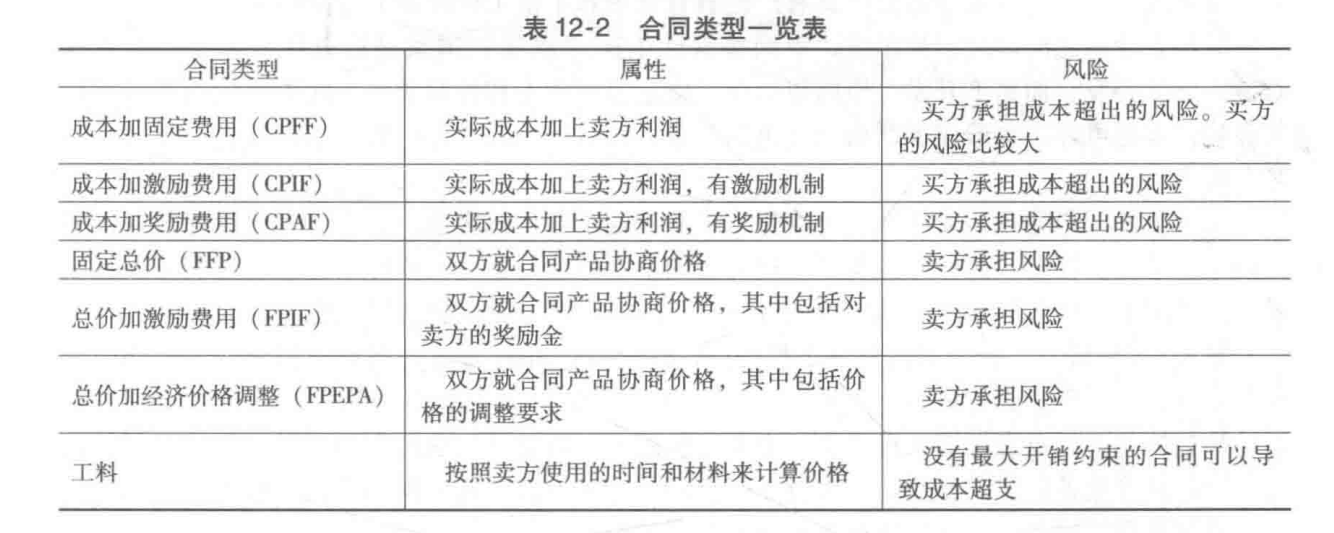 表 12-2 合同类型一览表
合同类型 属性 风险
成本加固定费用（CPFF） 实际成本加上卖方利润 买方承担成本超出的风险。买方
的风险比较大
成本加激励费用（CPIF） 实际成本加上卖方利润，有激励机制 买方承担成本超出的风险
成本加奖励费用（CPAF） 实际成本加上卖方利润，有奖励机制 买方承担成本超出的风险
固定总价（FFP） 双方就合同产品协商价格 卖方承担风险
总价加激励费用（FPIF） 双方就合同产品协商价格，其中包括对
卖方的奖励金 卖方承担风险
总价加经济价格调整（FPEPA） 双方就合同产品协商价格，其中包括价
格的调整要求 卖方承担风险
工料 按照卖方使用的时间和材料来计算价格 没有最大开销约束的合同可以导
致成本超支